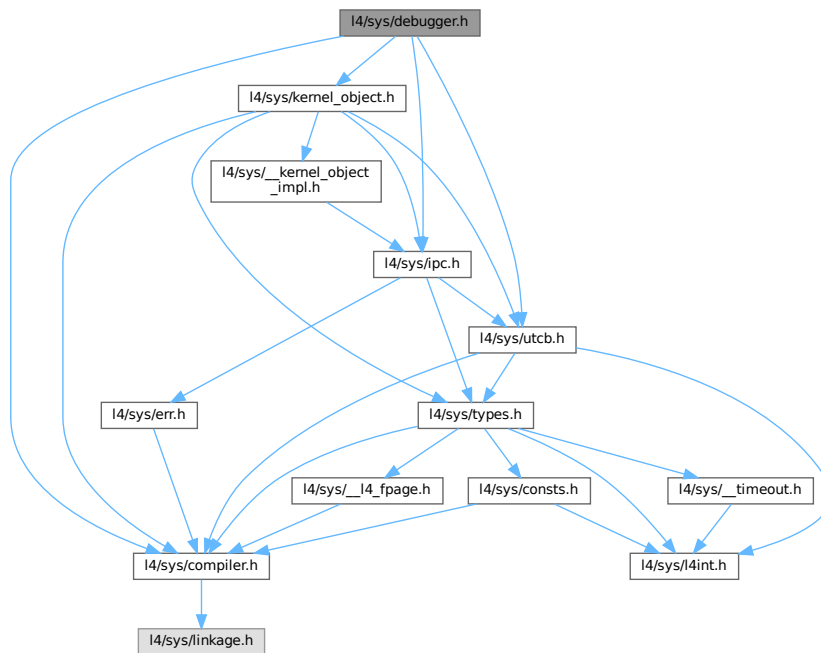 l4/sys/debugger.h
l4/sys/kernel_object.h
l4/sys/__kernel_object
_impl.h
l4/sys/ipc.h
l4/sys/utcb.h
l4/sys/err.h
l4/sys/types.h
l4/sys/__l4_fpage.h
l4/sys/consts.h
l4/sys/__timeout.h
l4/sys/compiler.h
l4/sys/l4int.h
l4/sys/linkage.h